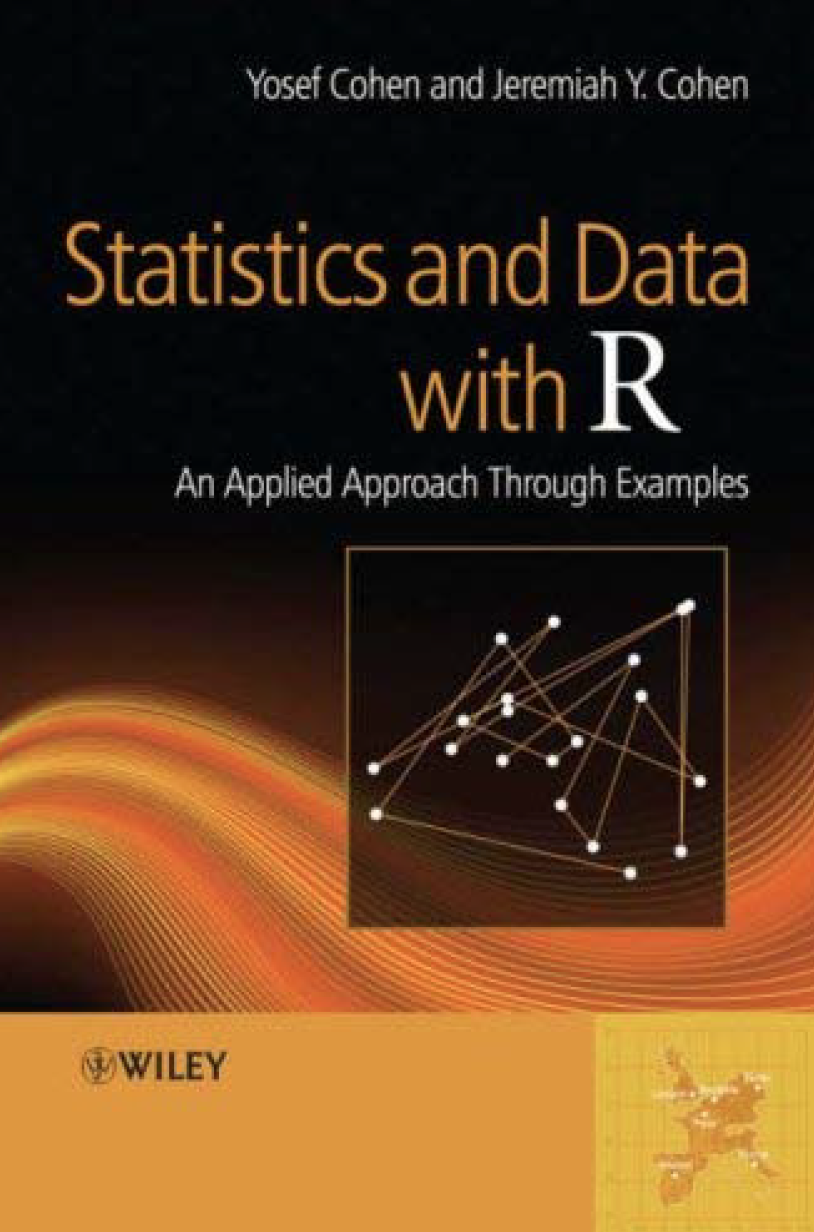 Yosef Cohen and Jeremiah Y. Cohen
Statistics and Data
with R
An Applied Approach Through Examples
WILEY